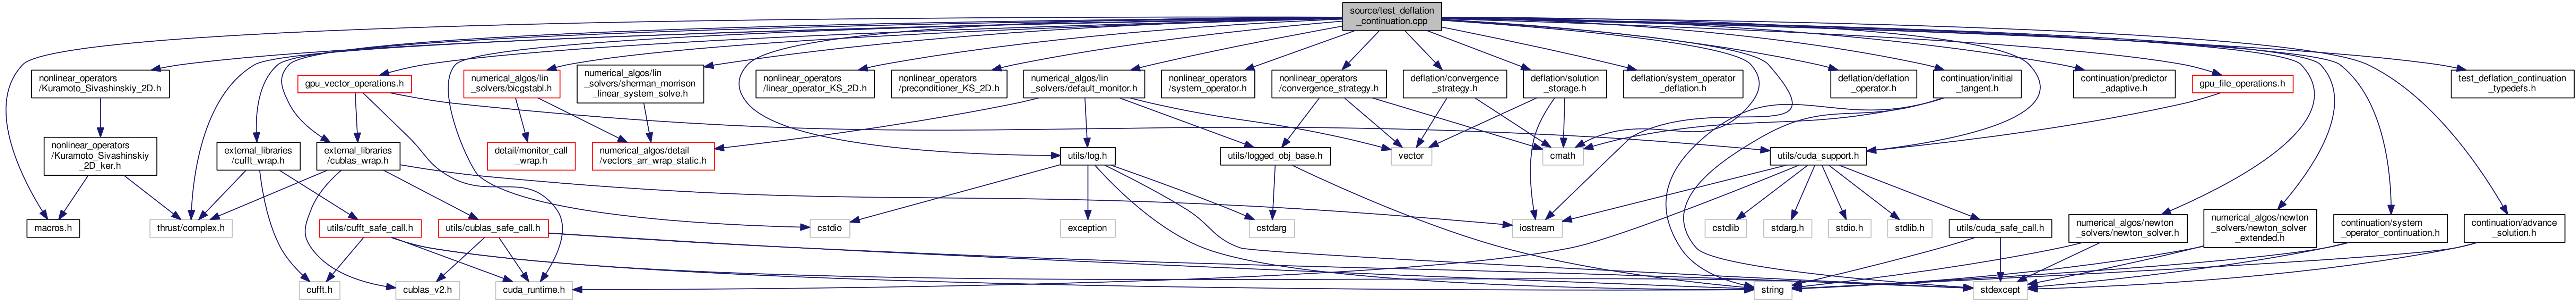 source/test_deflation
_continuation.cpp
nonlinear_operators
/Kuramoto_Sivashinskiy_2D.h
gpu_vector_operations.h
numerical_algos/lin
_solvers/bicgstabl.h
numerical_algos/lin
_solvers/sherman_morrison
_linear_system_solve.h
nonlinear_operators
/linear_operator_KS_2D.h
nonlinear_operators
/preconditioner_KS_2D.h
numerical_algos/lin
_solvers/default_monitor.h
nonlinear_operators
/system_operator.h
nonlinear_operators
/convergence_strategy.h
deflation/convergence
_strategy.h
deflation/solution
_storage.h
deflation/system_operator
_deflation.h
deflation/deflation
_operator.h
continuation/initial
_tangent.h
continuation/predictor
_adaptive.h
gpu_file_operations.h
test_deflation_continuation
_typedefs.h
nonlinear_operators
/Kuramoto_Sivashinskiy
_2D_ker.h
external_libraries
/cufft_wrap.h
external_libraries
/cublas_wrap.h
detail/monitor_call
_wrap.h
numerical_algos/detail
/vectors_arr_wrap_static.h
utils/log.h
utils/logged_obj_base.h
vector
cmath
utils/cuda_support.h
macros.h
thrust/complex.h
utils/cufft_safe_call.h
utils/cublas_safe_call.h
cstdio
exception
cstdarg
iostream
cstdlib
stdarg.h
stdio.h
stdlib.h
utils/cuda_safe_call.h
numerical_algos/newton
_solvers/newton_solver.h
numerical_algos/newton
_solvers/newton_solver
_extended.h
continuation/system
_operator_continuation.h
continuation/advance
_solution.h
cufft.h
cublas_v2.h
cuda_runtime.h
string
stdexcept